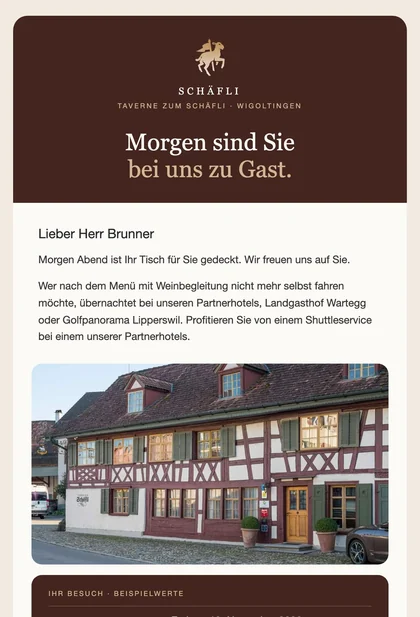 SCHÄFLI
TAVERNE ZUM SCHÄFLI · WIGOLTINGEN
Morgen sind Sie
bei uns zu Gast.
Lieber Herr Brunner
Morgen Abend ist Ihr Tisch für Sie gedeckt. Wir freuen uns auf Sie.
Wer nach dem Menü mit Weinbegleitung nicht mehr selbst fahren
möchte, übernachtet bei unseren Partnerhotels, Landgasthof Wartegg
oder Golfpanorama Lipperswil. Profitieren Sie von einem Shuttleservice
bei einem unserer Partnerhotels.
IHR BESUCH · BEISPIELWERTE